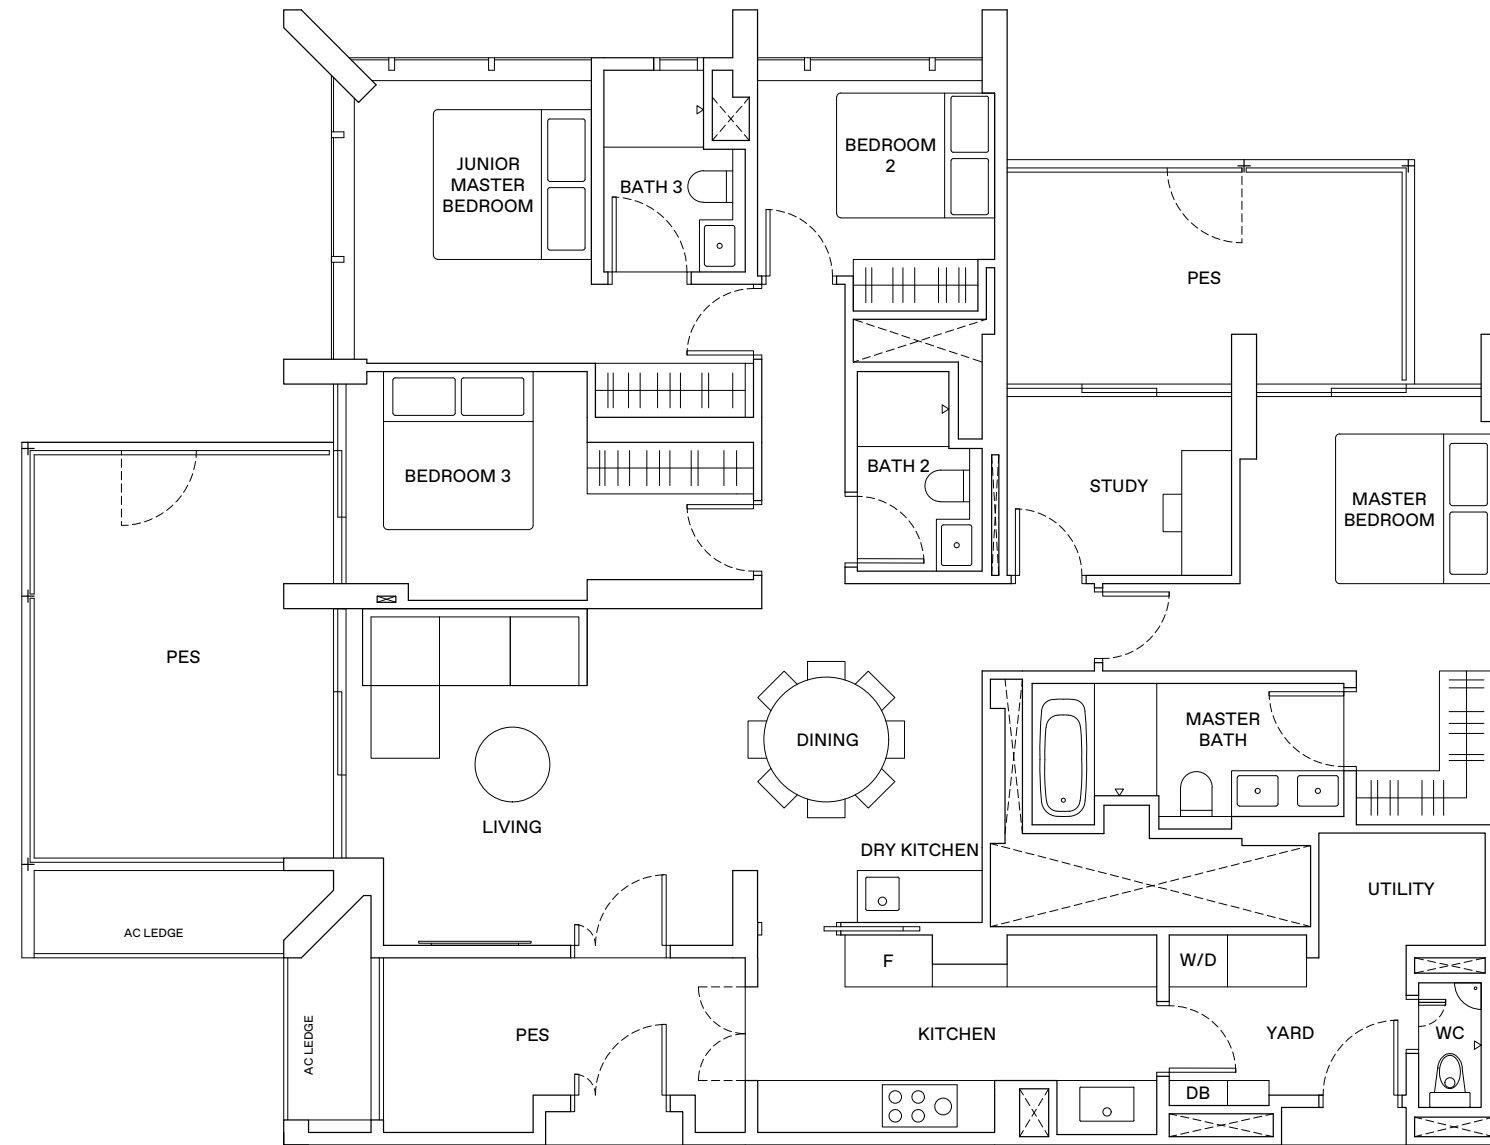 JUNIOR
MASTER
BEDROOM
BATH 3
BEDROOM
2
PES
BEDROOM 3
BATH 2
STUDY
MASTER
BEDROOM
PES
LIVING
DINING
MASTER
BATH
DRY KITCHEN
UTILITY
AC LEDGE
F
W/D
AC LEDGE
PES
KITCHEN
YARD
WC
DB